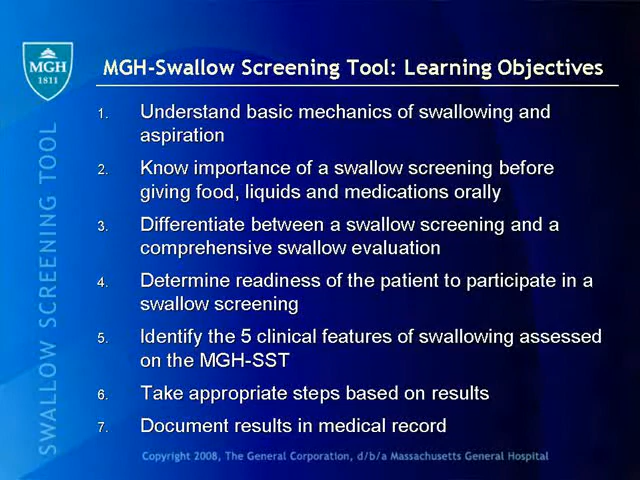 MGH
1811
MGH-Swallow Screening Tool: Learning Objectives
SWALLOW SCREENING TOOL
1. Understand basic mechanics of swallowing and
aspiration
2. Know importance of a swallow screening before
giving food, liquids and medications orally
3. Differentiate between a swallow screening and a
comprehensive swallow evaluation
4. Determine readiness of the patient to participate in a
swallow screening
5. Identify the 5 clinical features of swallowing assessed
on the MGH-SST
6. Take appropriate steps based on results
7. Document results in medical record
Copyright 2008, The General Corporation, d/b/a Massachusetts General Hospital